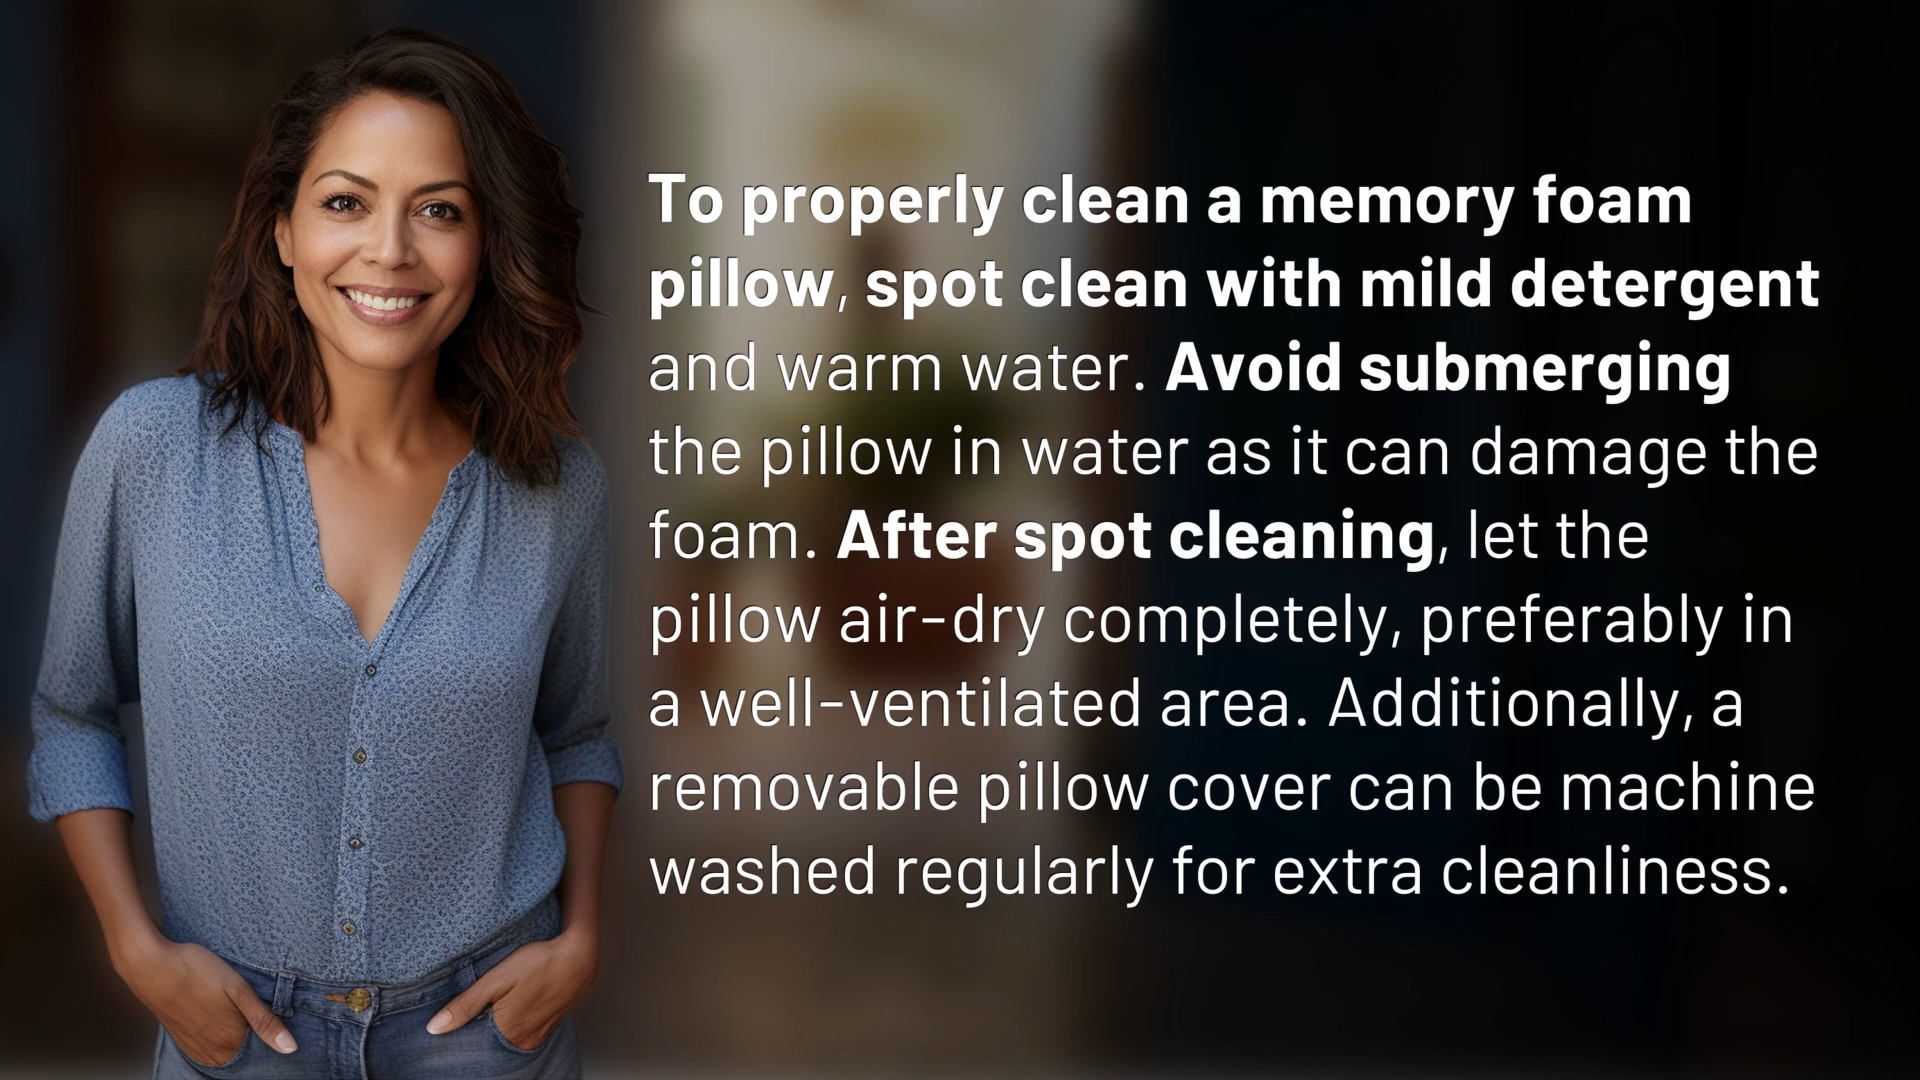 To properly clean a memory foam
pillow, spot clean with mild detergent
and warm water. Avoid submerging
the pillow in water as it can damage the
foam. After spot cleaning, let the
pillow air-dry completely, preferably in
a well-ventilated area. Additionally, a
removable pillow cover can be machine
washed regularly for extra cleanliness.